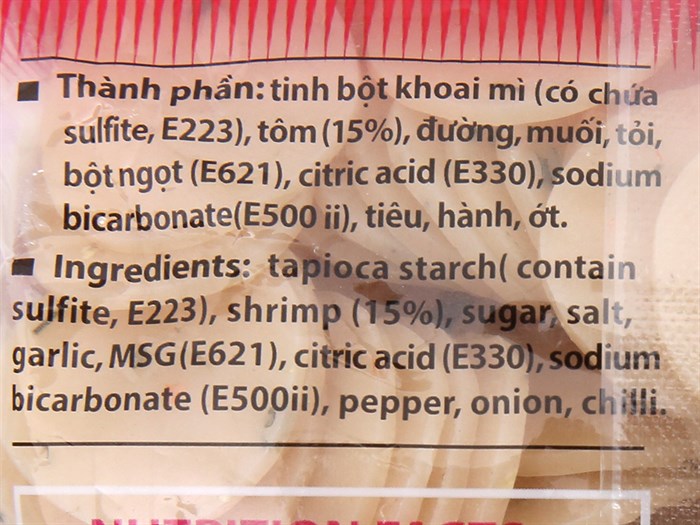 ▪ Thành phần: tinh bột khoai mì (có chứa
sulfite, E223), tôm (15%), đường, muối, tỏi,
bột ngọt (E621), citric acid (E330), sodium
bicarbonate(E500 ii), tiêu, hành, ớt.
▪ Ingredients: tapioca starch( contain
sulfite, E223), shrimp (15%), sugar, salt,
garlic, MSG(E621), citric acid (E330), sodium
bicarbonate (E500ii), pepper, onion, chilli.
NUTRITION FACTS